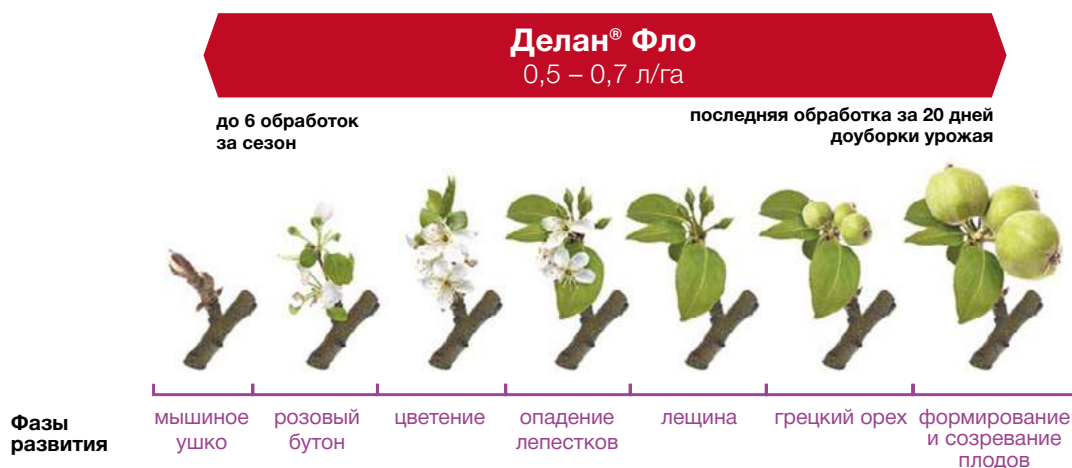 Делан® Фло
0,5 – 0,7 л/га
до 6 обработок
за сезон
последняя обработка за 20 дней
доуборки урожая
Фазы
развития
мышиное
ушко
розовый
бутон
цветение
опадение
лепестков
лещина
грецкий орех
формирование
и созревание
плодов